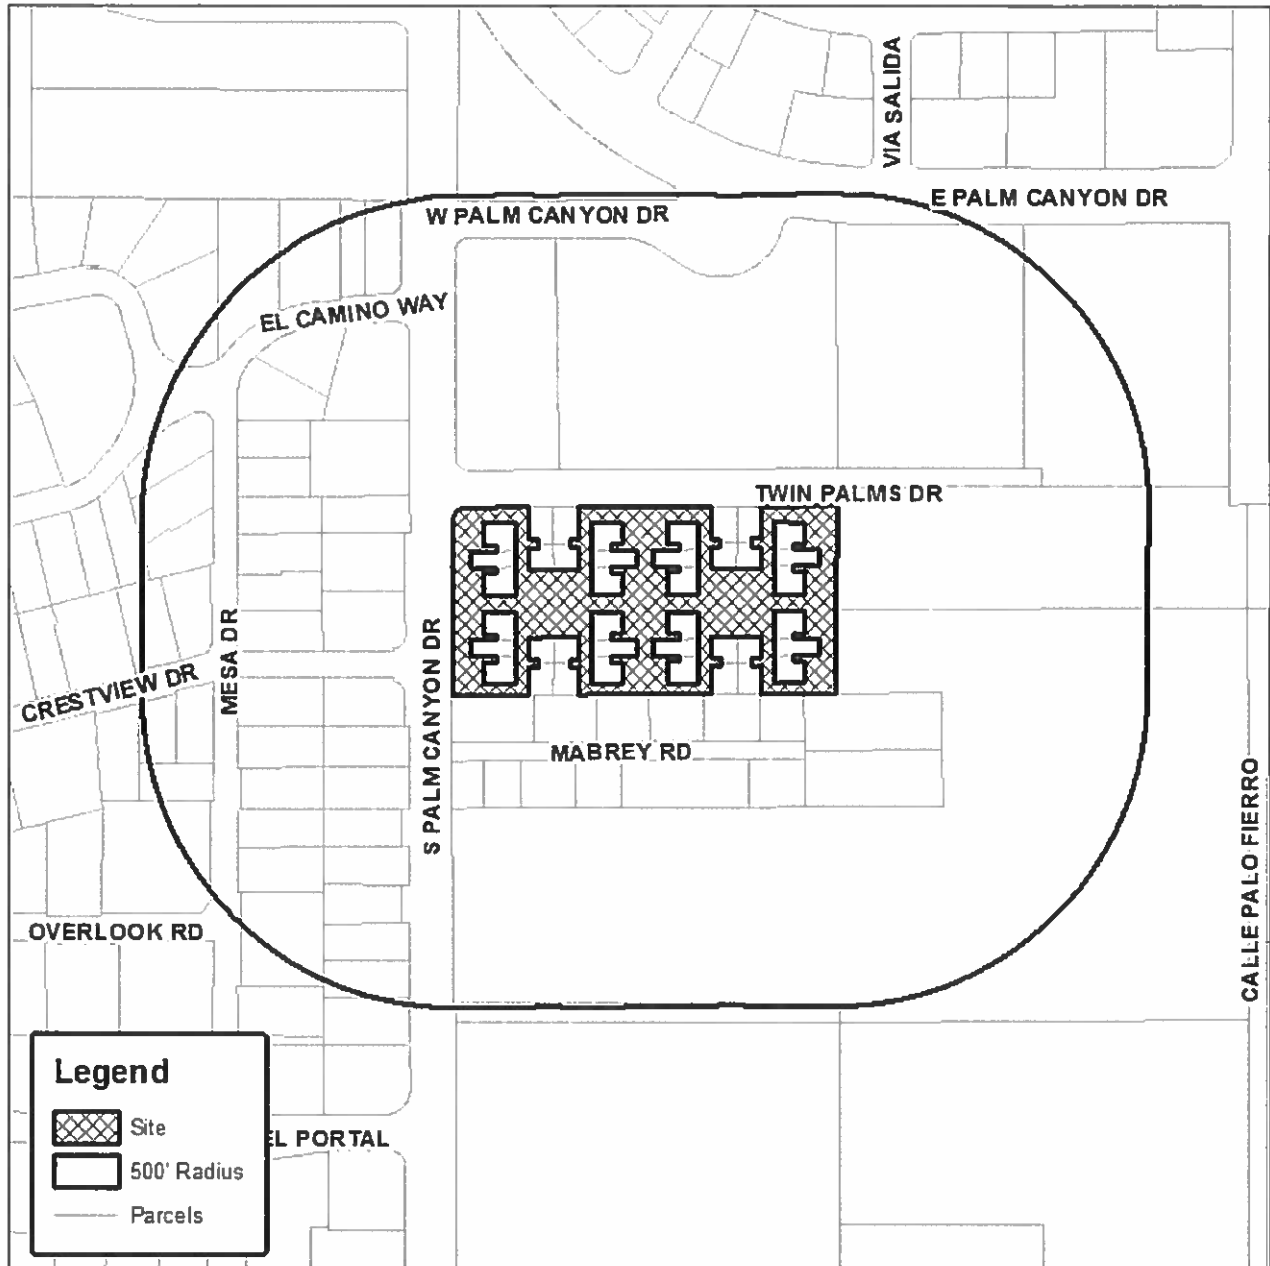 VIA SALIDA
W PALM CANYON DR
E PALM CANYON DR
EL CAMINO WAY
TWIN PALMS DR
MESA DR
CRESTVIEW DR
S PALM CANYON DR
MABREY RD
CALLE PALO FIERRO
OVERLOOK RD
EL PORTAL
Legend
Site
500' Radius
Parcels